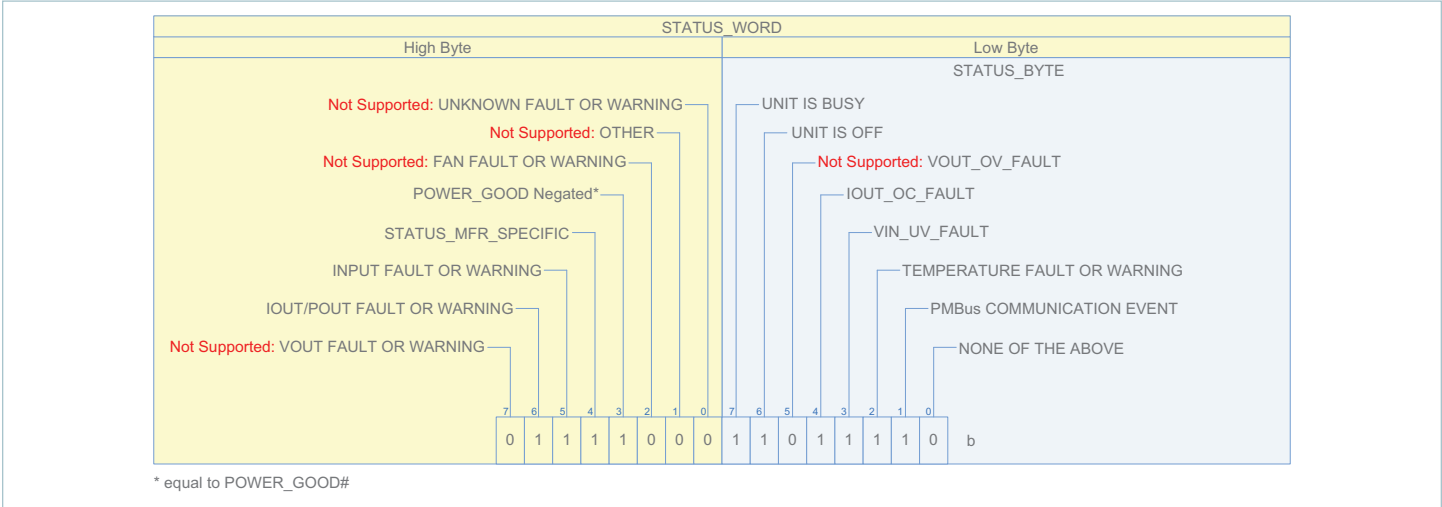 STATUS_WORD
High Byte Low Byte
STATUS_BYTE
Not Supported: UNKNOWN FAULT OR WARNING UNIT IS BUSY
Not Supported: OTHER UNIT IS OFF
Not Supported: FAN FAULT OR WARNING Not Supported: VOUT_OV_FAULT
POWER_GOOD Negated* IOUT_OC_FAULT
STATUS_MFR_SPECIFIC VIN_UV_FAULT
INPUT FAULT OR WARNING TEMPERATURE FAULT OR WARNING
IOUT/POUT FAULT OR WARNING PMBus COMMUNICATION EVENT
Not Supported: VOUT FAULT OR WARNING NONE OF THE ABOVE
7 6 5 4 3 2 1 0 7 6 5 4 3 2 1 0
0 1 1 1 1 0 0 0 1 1 0 1 1 1 1 0 b
* equal to POWER_GOOD#